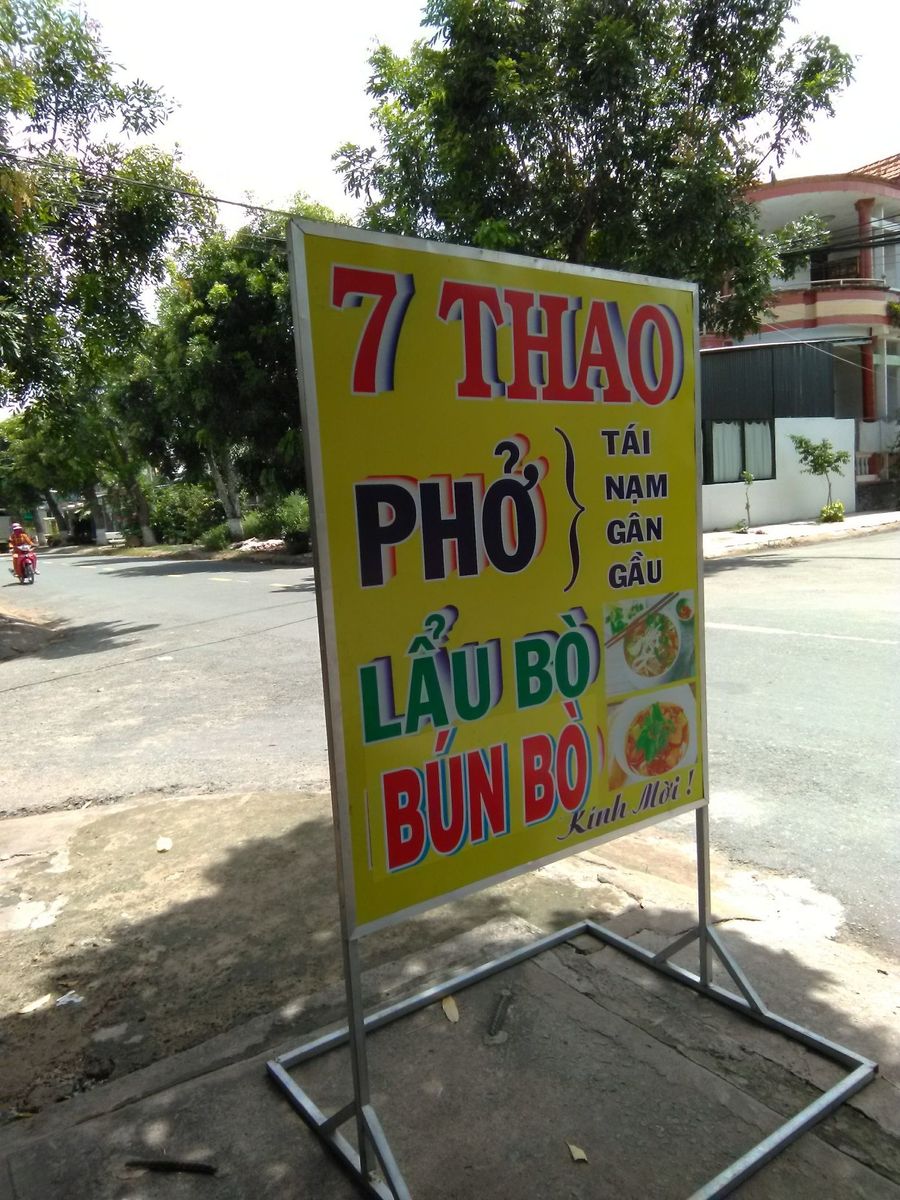 7 THAO
PHỞ
TÁI
NẠM
GÂN
GẦU
LẨU BÒ
BÚN BÒ
Kính Mời !